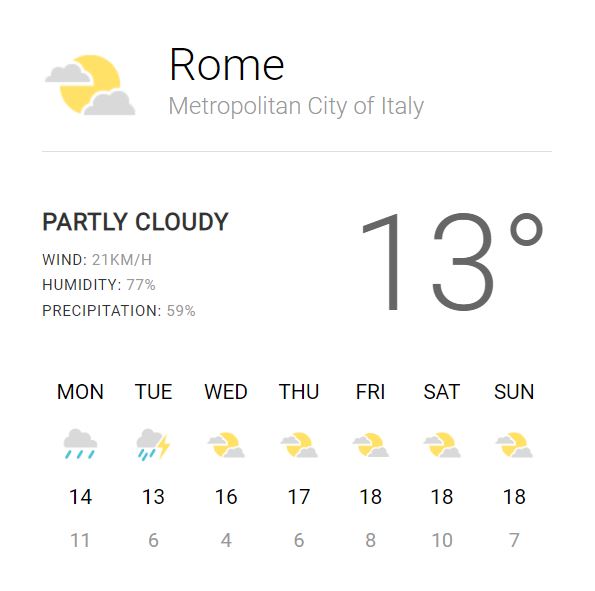 Rome
Metropolitan City of Italy
PARTLY CLOUDY
13°
WIND: 21KM/H
HUMIDITY: 77%
PRECIPITATION: 59%
MON TUE WED THU FRI SAT SUN
14 13 16 17 18 18 18
11 6 4 6 8 10 7